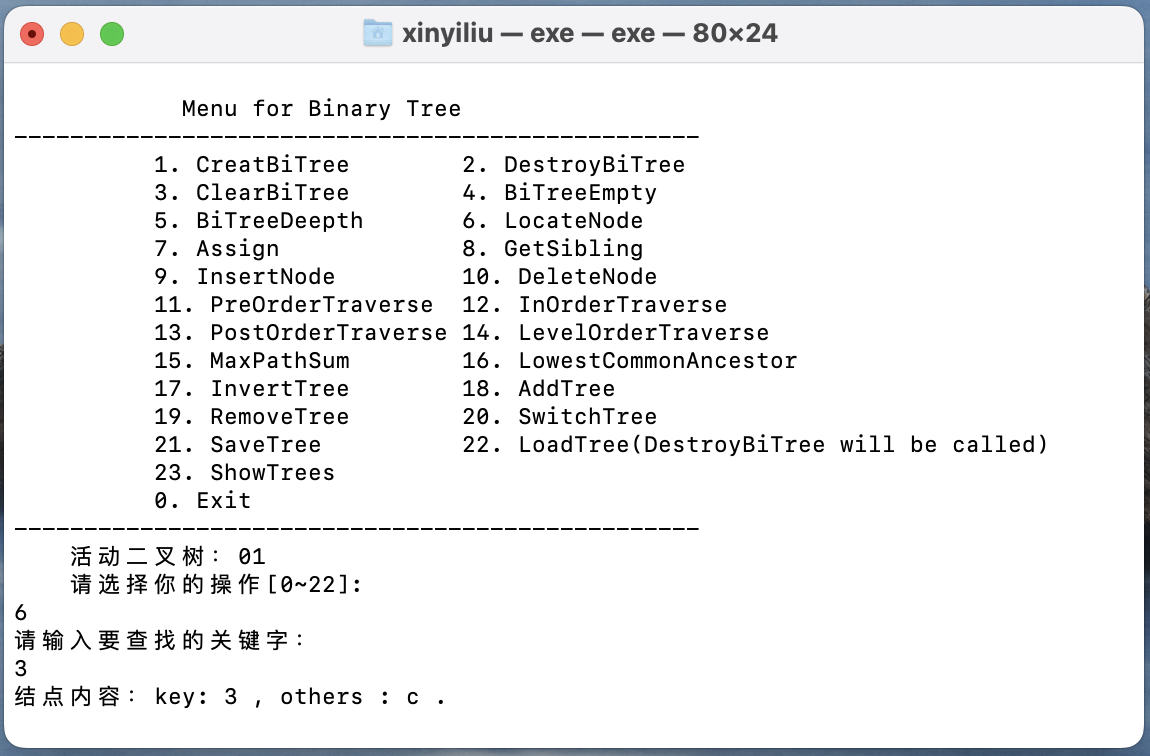 xinyiliu — exe — exe — 80×24
Menu for Binary Tree
-------------------------------------------------
1. CreatBiTree 2. DestroyBiTree
3. ClearBiTree 4. BiTreeEmpty
5. BiTreeDeepth 6. LocateNode
7. Assign 8. GetSibling
9. InsertNode 10. DeleteNode
11. PreOrderTraverse 12. InOrderTraverse
13. PostOrderTraverse 14. LevelOrderTraverse
15. MaxPathSum 16. LowestCommonAncestor
17. InvertTree 18. AddTree
19. RemoveTree 20. SwitchTree
21. SaveTree 22. LoadTree(DestroyBiTree will be called)
23. ShowTrees
0. Exit
-------------------------------------------------
活动二叉树：01
请选择你的操作[0~22]:
6
请输入要查找的关键字：
3
结点内容：key: 3 , others : c .